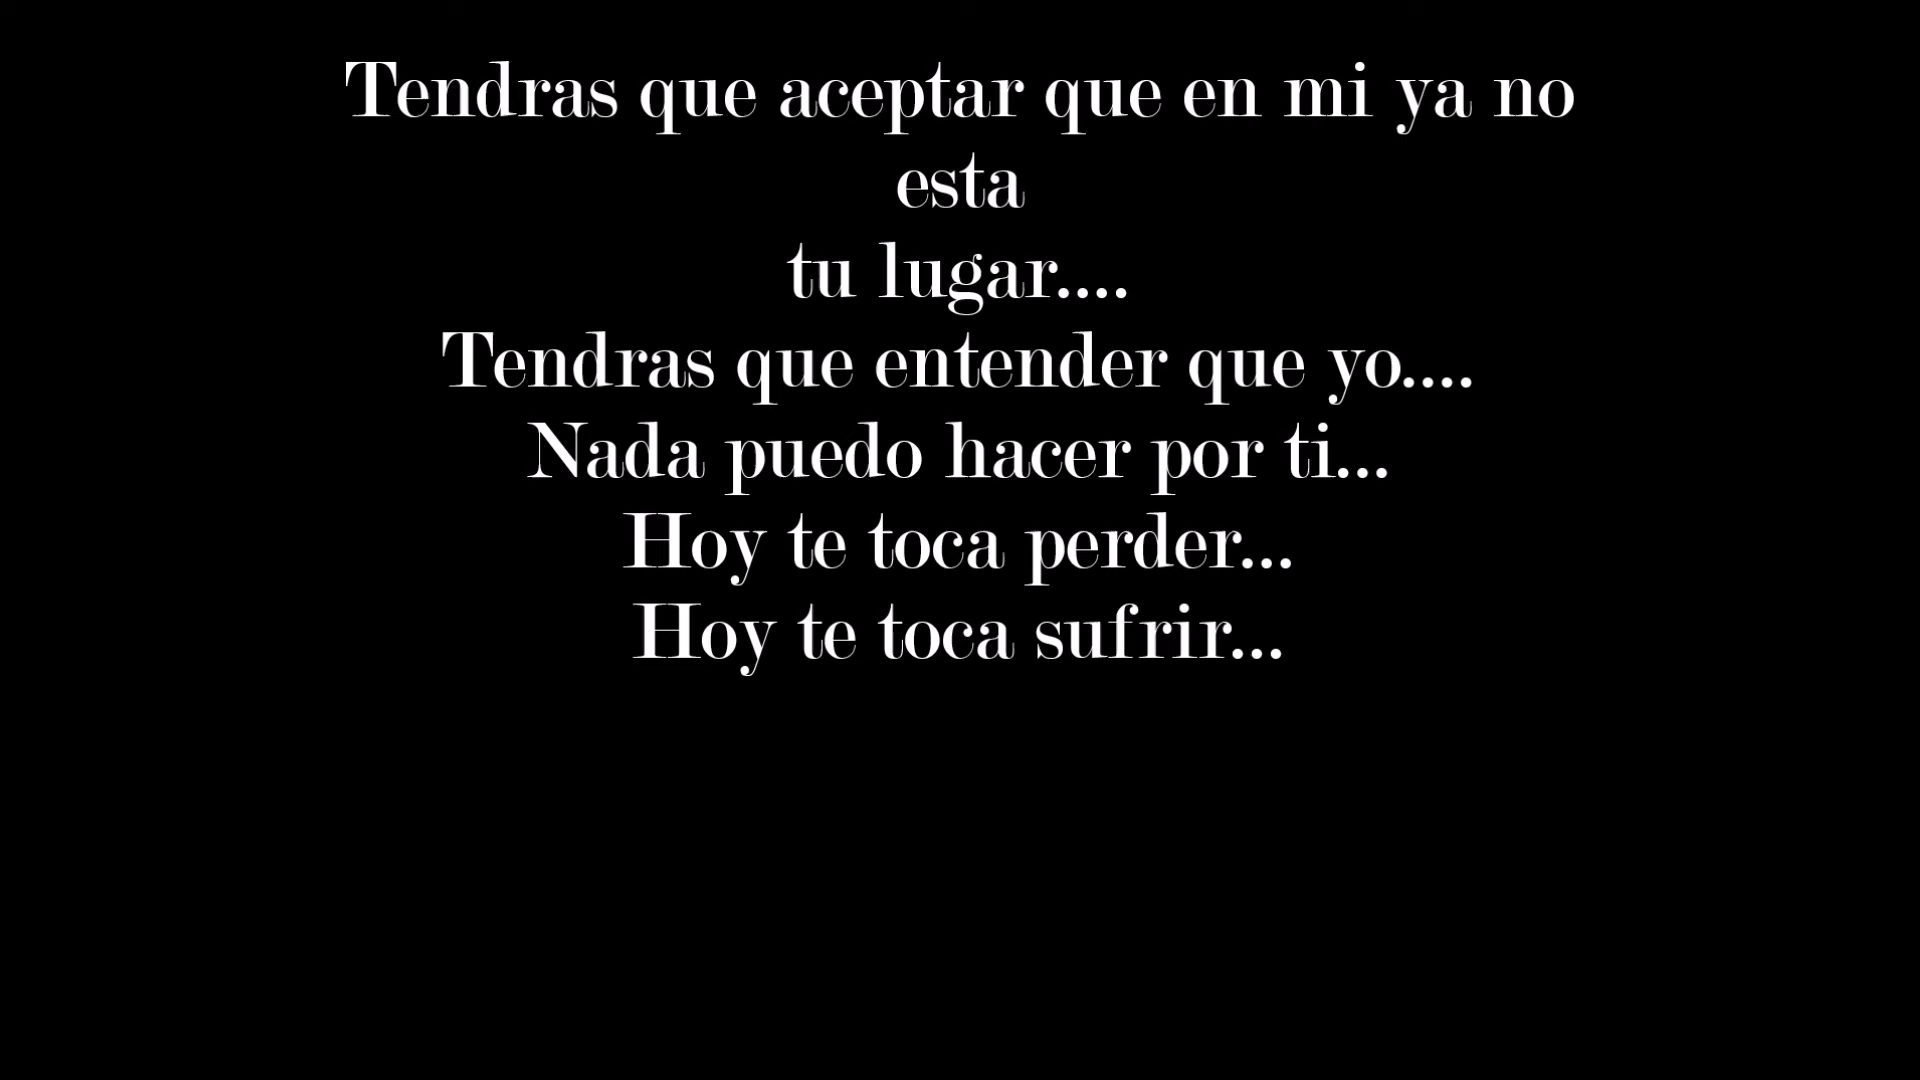 Tendras que aceptar que en mi ya no
esta
tu lugar....
Tendras que entender que yo....
Nada puedo hacer por ti...
Hoy te toca perder...
Hoy te toca sufrir...